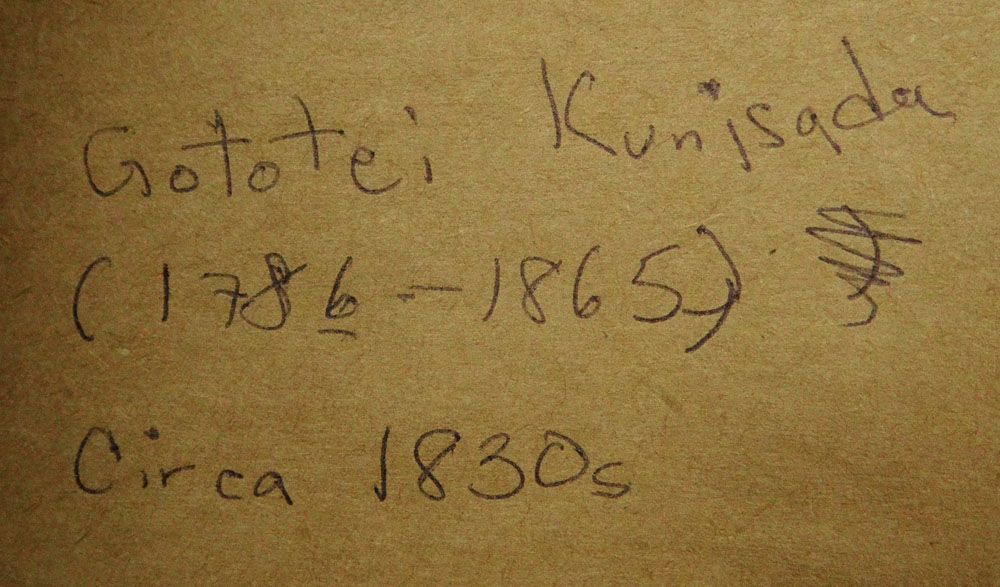 Gototei Kunisada
(1786-1865)
Circa 1830s